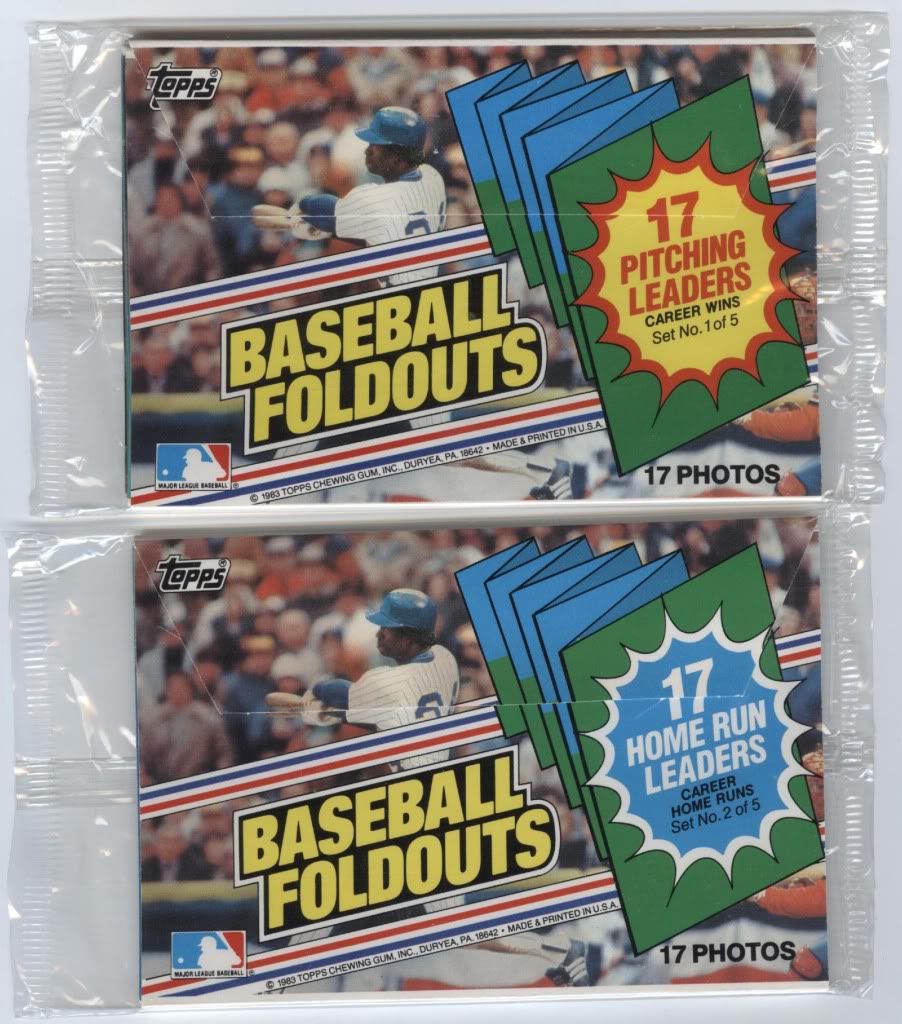 TOPPS®
17
PITCHING
LEADERS
CAREER WINS
Set No. 1 of 5
BASEBALL
FOLDOUTS
MAJOR LEAGUE BASEBALL®
© 1983 TOPPS CHEWING GUM, INC., DURYEA, PA. 18642 • MADE & PRINTED IN U.S.A.
17 PHOTOS
TOPPS®
17
HOME RUN
LEADERS
CAREER
HOME RUNS
Set No. 2 of 5
BASEBALL
FOLDOUTS
MAJOR LEAGUE BASEBALL®
© 1983 TOPPS CHEWING GUM, INC., DURYEA, PA. 18642 • MADE & PRINTED IN U.S.A.
17 PHOTOS